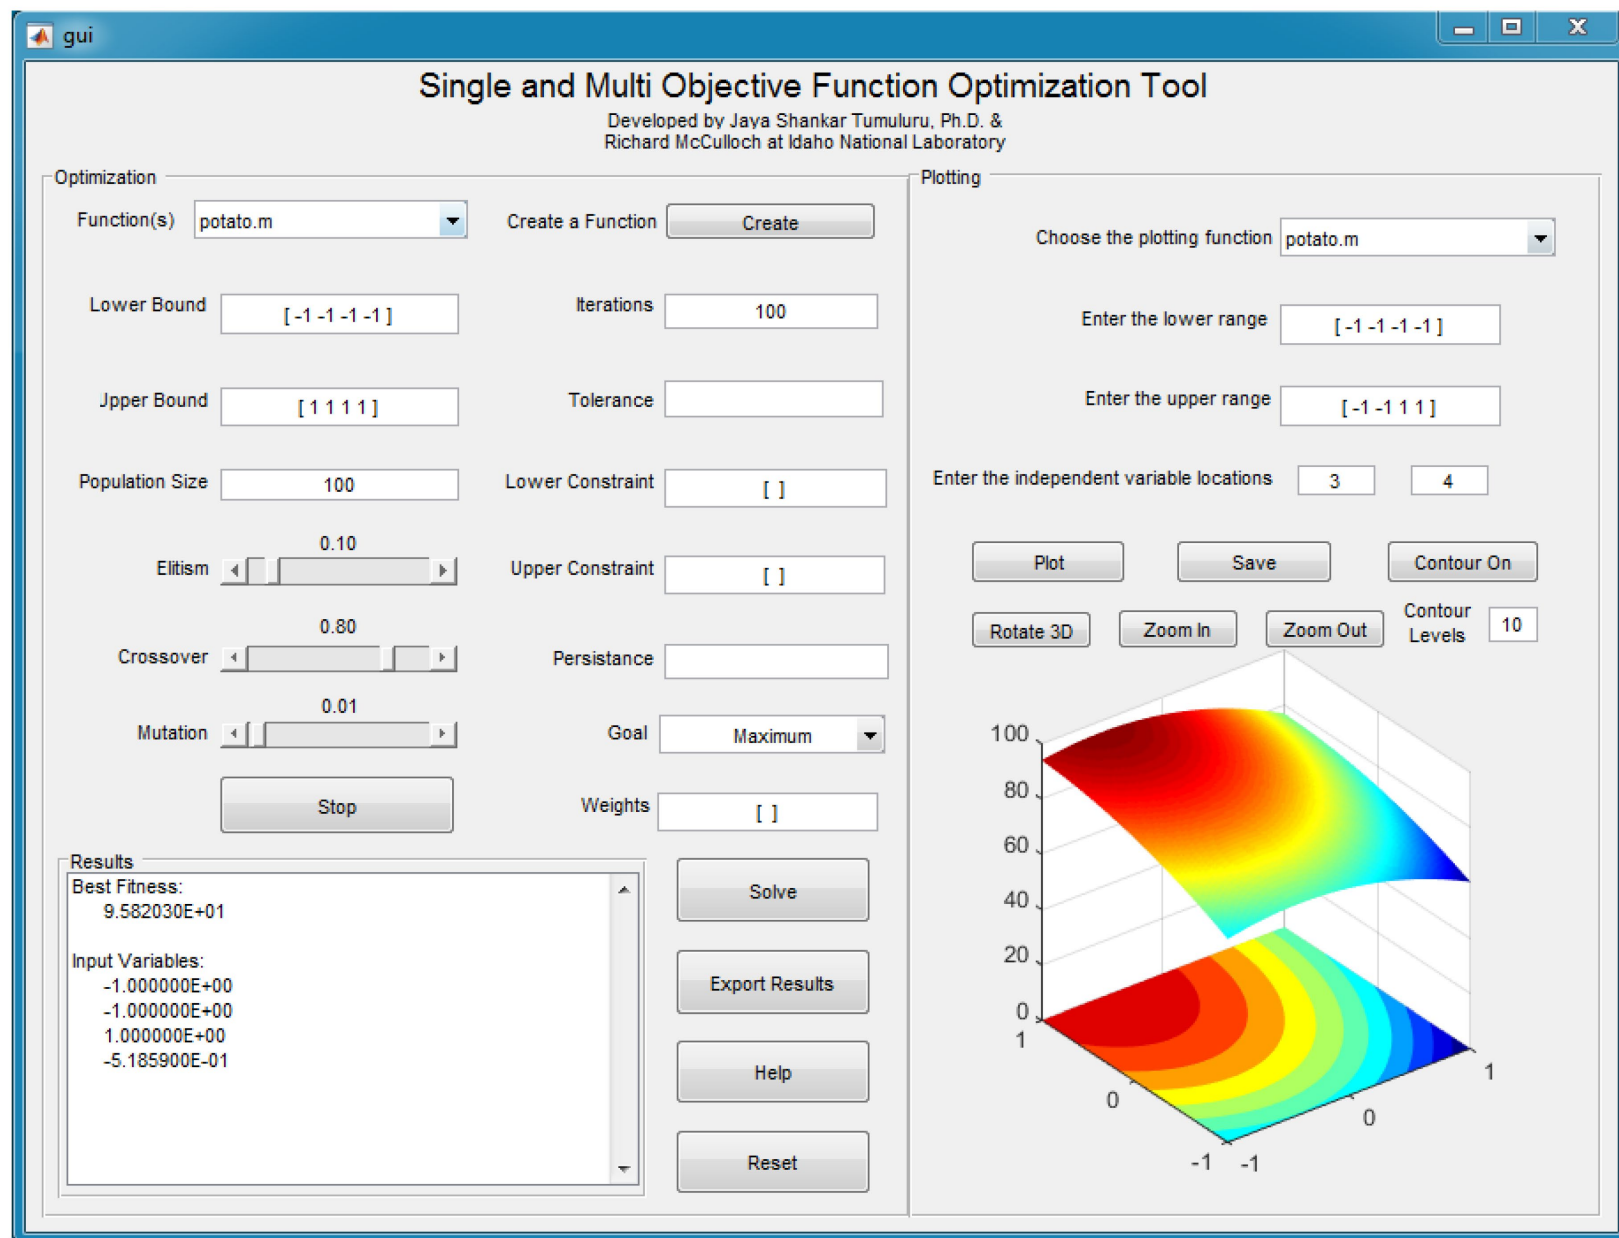 gui
Single and Multi Objective Function Optimization Tool
Developed by Jaya Shankar Tumuluru, Ph.D. &
Richard McCulloch at Idaho National Laboratory
Optimization
Function(s) potato.m Create a Function Create
Lower Bound [ -1 -1 -1 -1 ] Iterations 100
Jpper Bound [ 1 1 1 1 ] Tolerance
Population Size 100 Lower Constraint [ ]
0.10
Elitism Upper Constraint [ ]
0.80
Crossover Persistance
0.01
Mutation Goal Maximum
Stop Weights [ ]
Results
Best Fitness:
9.582030E+01
Input Variables:
-1.000000E+00
-1.000000E+00
1.000000E+00
-5.185900E-01
Solve
Export Results
Help
Reset
Plotting
Choose the plotting function potato.m
Enter the lower range [ -1 -1 -1 -1 ]
Enter the upper range [ -1 -1 1 1 ]
Enter the independent variable locations 3 4
Plot Save Contour On
Rotate 3D Zoom In Zoom Out Contour Levels 10
100
80
60
40
20
0
1
0
-1
-1
0
1